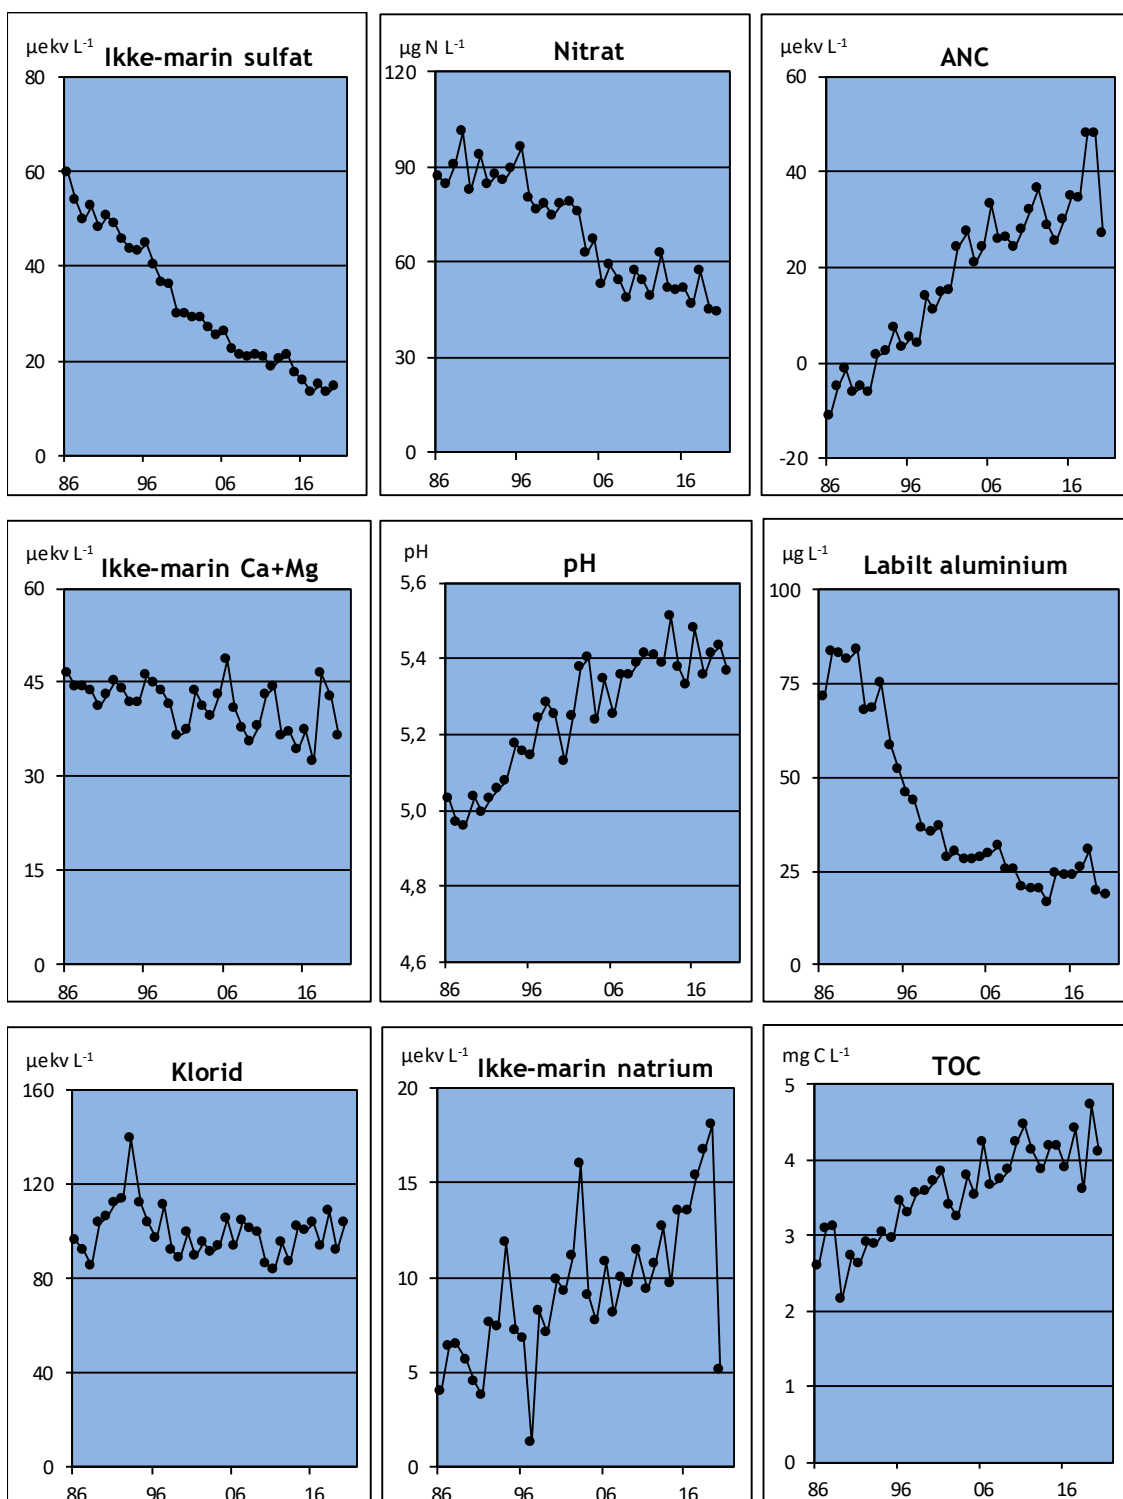 µekv L-1
Ikke-marin sulfat
80
60
40
20
0
86 96 06 16
µg N L-1
Nitrat
120
90
60
30
0
86 96 06 16
µekv L-1
ANC
60
40
20
0
-20
86 96 06 16
µekv L-1
Ikke-marin Ca+Mg
60
45
30
15
0
86 96 06 16
pH
pH
5,6
5,4
5,2
5,0
4,8
4,6
86 96 06 16
µg L-1
Labilt aluminium
100
75
50
25
0
86 96 06 16
µekv L-1
Klorid
160
120
80
40
0
86 96 06 16
µekv L-1
Ikke-marin natrium
20
15
10
5
0
86 96 06 16
mg C L-1
TOC
5
4
3
2
1
0
86 96 06 16